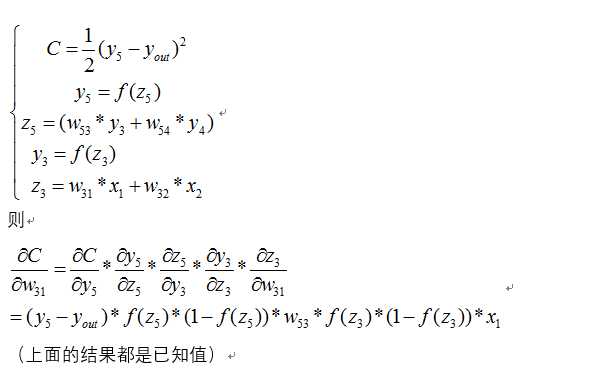 C = 1/2 (y₅ − y_out)²
y₅ = f(z₅)
z₅ = (w₅₃ * y₃ + w₅₄ * y₄)
y₃ = f(z₃)
z₃ = w₃₁ * x₁ + w₃₂ * x₂
则
∂C/∂w₃₁ = ∂C/∂y₅ * ∂y₅/∂z₅ * ∂z₅/∂y₃ * ∂y₃/∂z₃ * ∂z₃/∂w₃₁
= (y₅ − y_out) * f(z₅) * (1 − f(z₅)) * w₅₃ * f(z₃) * (1 − f(z₃)) * x₁
（上面的结果都是已知值）